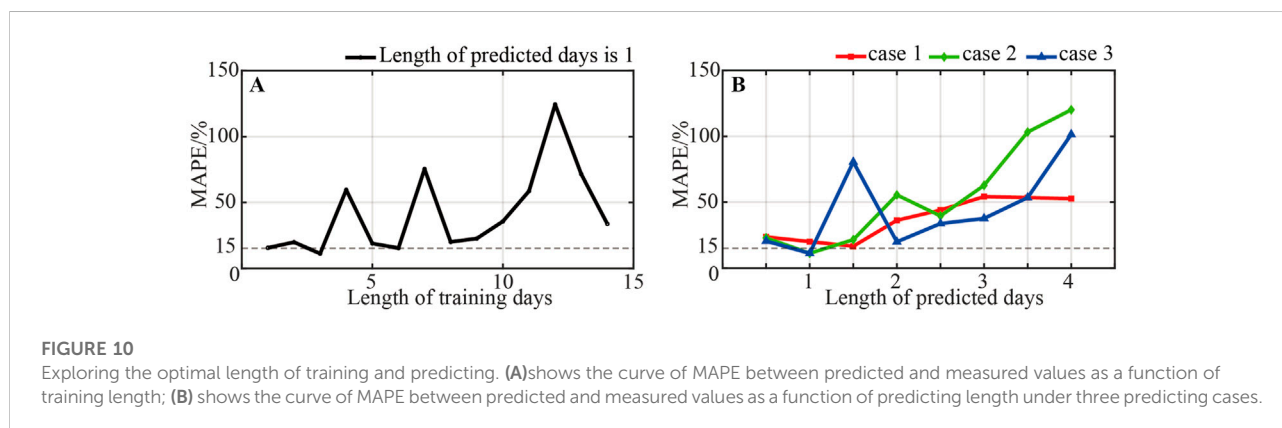 Length of predicted days is 1
150
A
100
50
15
0
5
10
15
MAPE/%
Length of training days
case 1 case 2 case 3
150
B
100
50
15
0
1
2
3
4
MAPE/%
Length of predicted days
FIGURE 10
Exploring the optimal length of training and predicting. (A)shows the curve of MAPE between predicted and measured values as a function of
training length; (B) shows the curve of MAPE between predicted and measured values as a function of predicting length under three predicting cases.